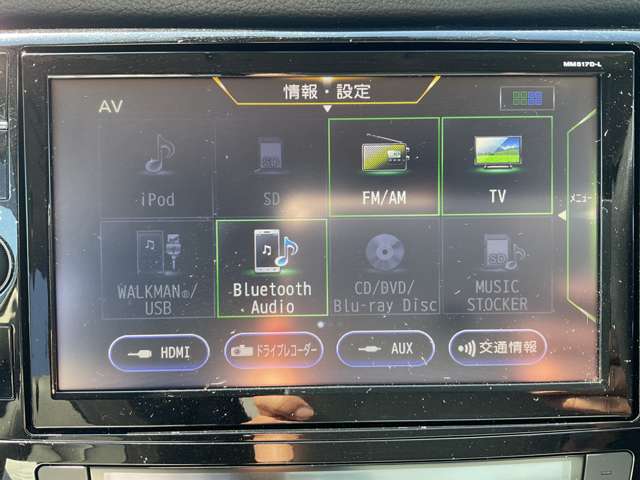 MM517D-L
情報・設定
AV
iPod
SD
FM/AM
TV
メニュー
WALKMAN®/
USB
Bluetooth
Audio
CD/DVD/
Blu-ray Disc
SD
MUSIC
STOCKER
HDMI
ドライブレコーダー
AUX
交通情報